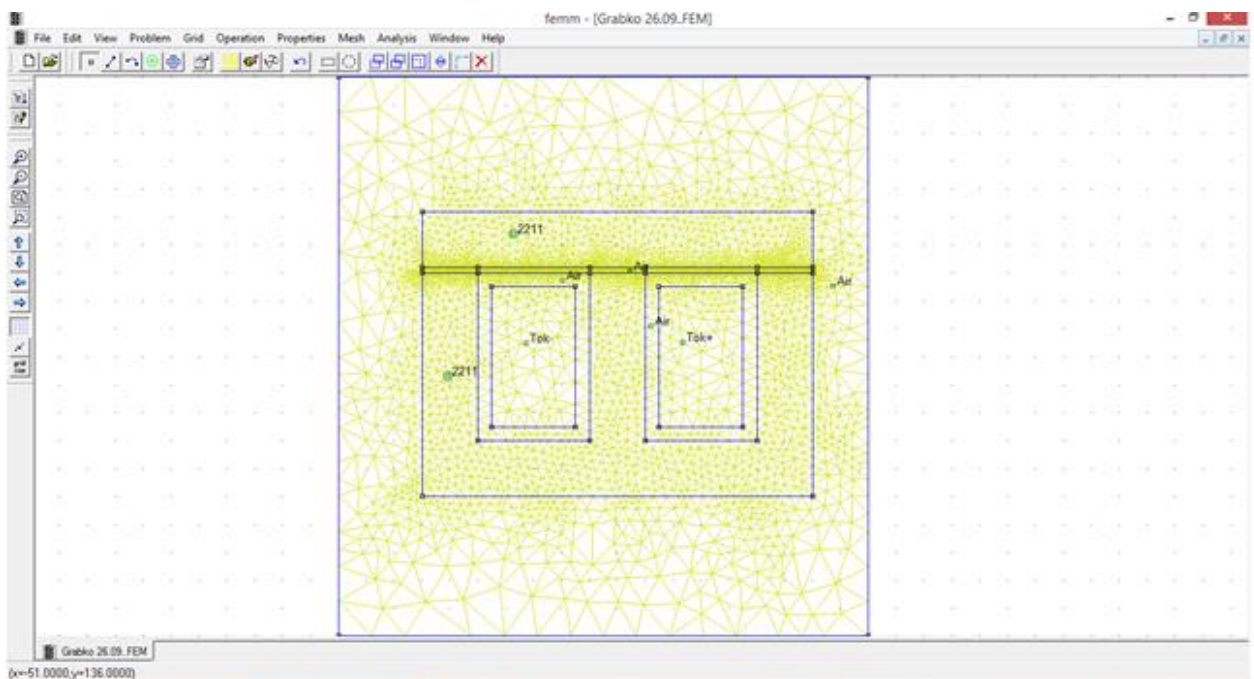 femm - [Grabko 26.09..FEM]
File Edit View Problem Grid Operation Properties Mesh Analysis Window Help
2211
Air
Air
Air
Air
Tok-
Tok+
2211
Grabko 26.09..FEM
(x=-51.0000,y=136.0000)